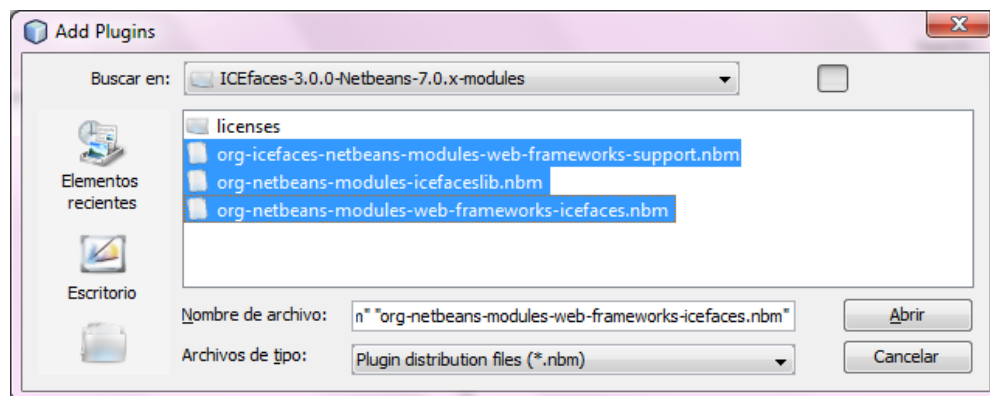 Add Plugins
Buscar en:
ICEfaces-3.0.0-Netbeans-7.0.x-modules
licenses
org-icefaces-netbeans-modules-web-frameworks-support.nbm
org-netbeans-modules-icefaceslib.nbm
org-netbeans-modules-web-frameworks-icefaces.nbm
Elementos
recientes
Escritorio
Nombre de archivo:
n" "org-netbeans-modules-web-frameworks-icefaces.nbm"
Abrir
Archivos de tipo:
Plugin distribution files (*.nbm)
Cancelar